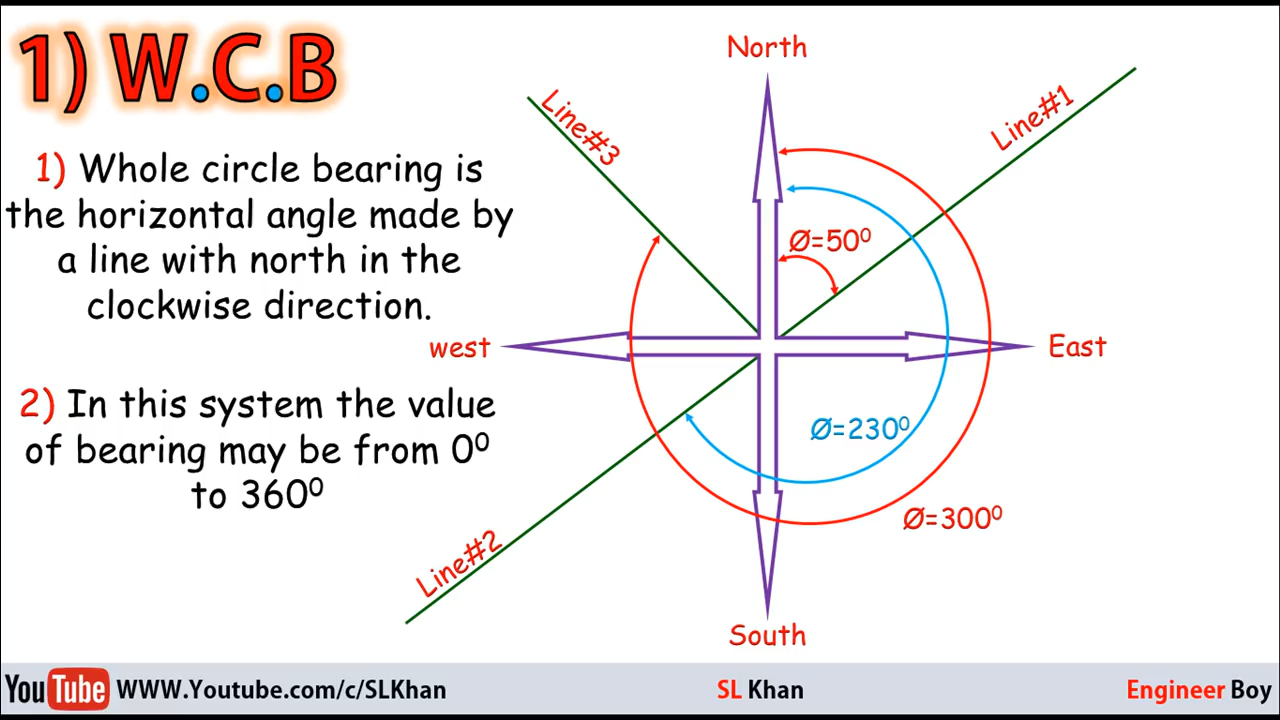 1) W.C.B
1) Whole circle bearing is
the horizontal angle made by
a line with north in the
clockwise direction.
2) In this system the value
of bearing may be from 0⁰
to 360⁰
North
Line#3
Line#1
Ø=50⁰
west
East
Ø=230⁰
Ø=300⁰
Line#2
South
YouTube WWW.Youtube.com/c/SLKhan
SL Khan
Engineer Boy